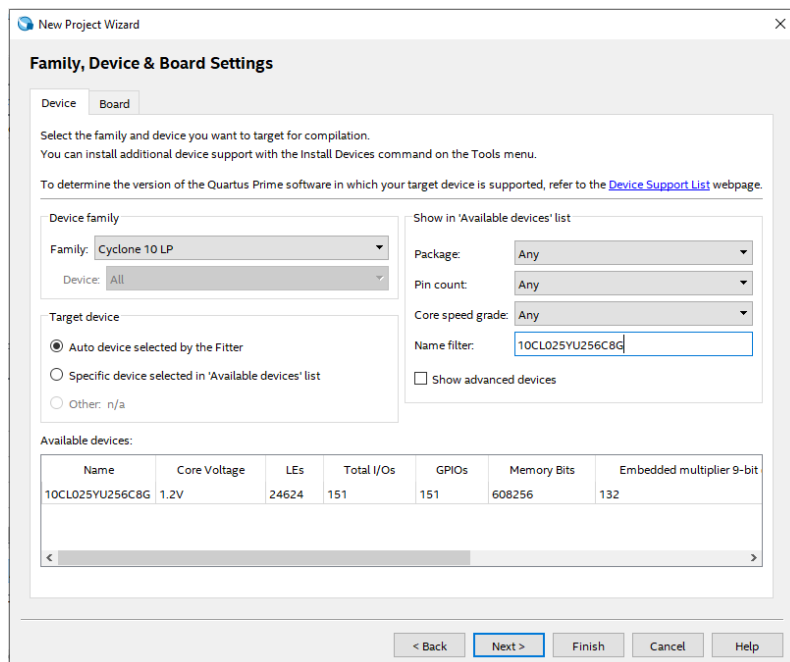 New Project Wizard
Family, Device & Board Settings
Device Board
Select the family and device you want to target for compilation.
You can install additional device support with the Install Devices command on the Tools menu.
To determine the version of the Quartus Prime software in which your target device is supported, refer to the Device Support List webpage.
Device family
Family: Cyclone 10 LP
Device: All
Target device
Auto device selected by the Fitter
Specific device selected in 'Available devices' list
Other: n/a
Show in 'Available devices' list
Package: Any
Pin count: Any
Core speed grade: Any
Name filter: 10CL025YU256C8G
Show advanced devices
Available devices:
Name Core Voltage LEs Total I/Os GPIOs Memory Bits Embedded multiplier 9-bit
10CL025YU256C8G 1.2V 24624 151 151 608256 132
< Back Next > Finish Cancel Help